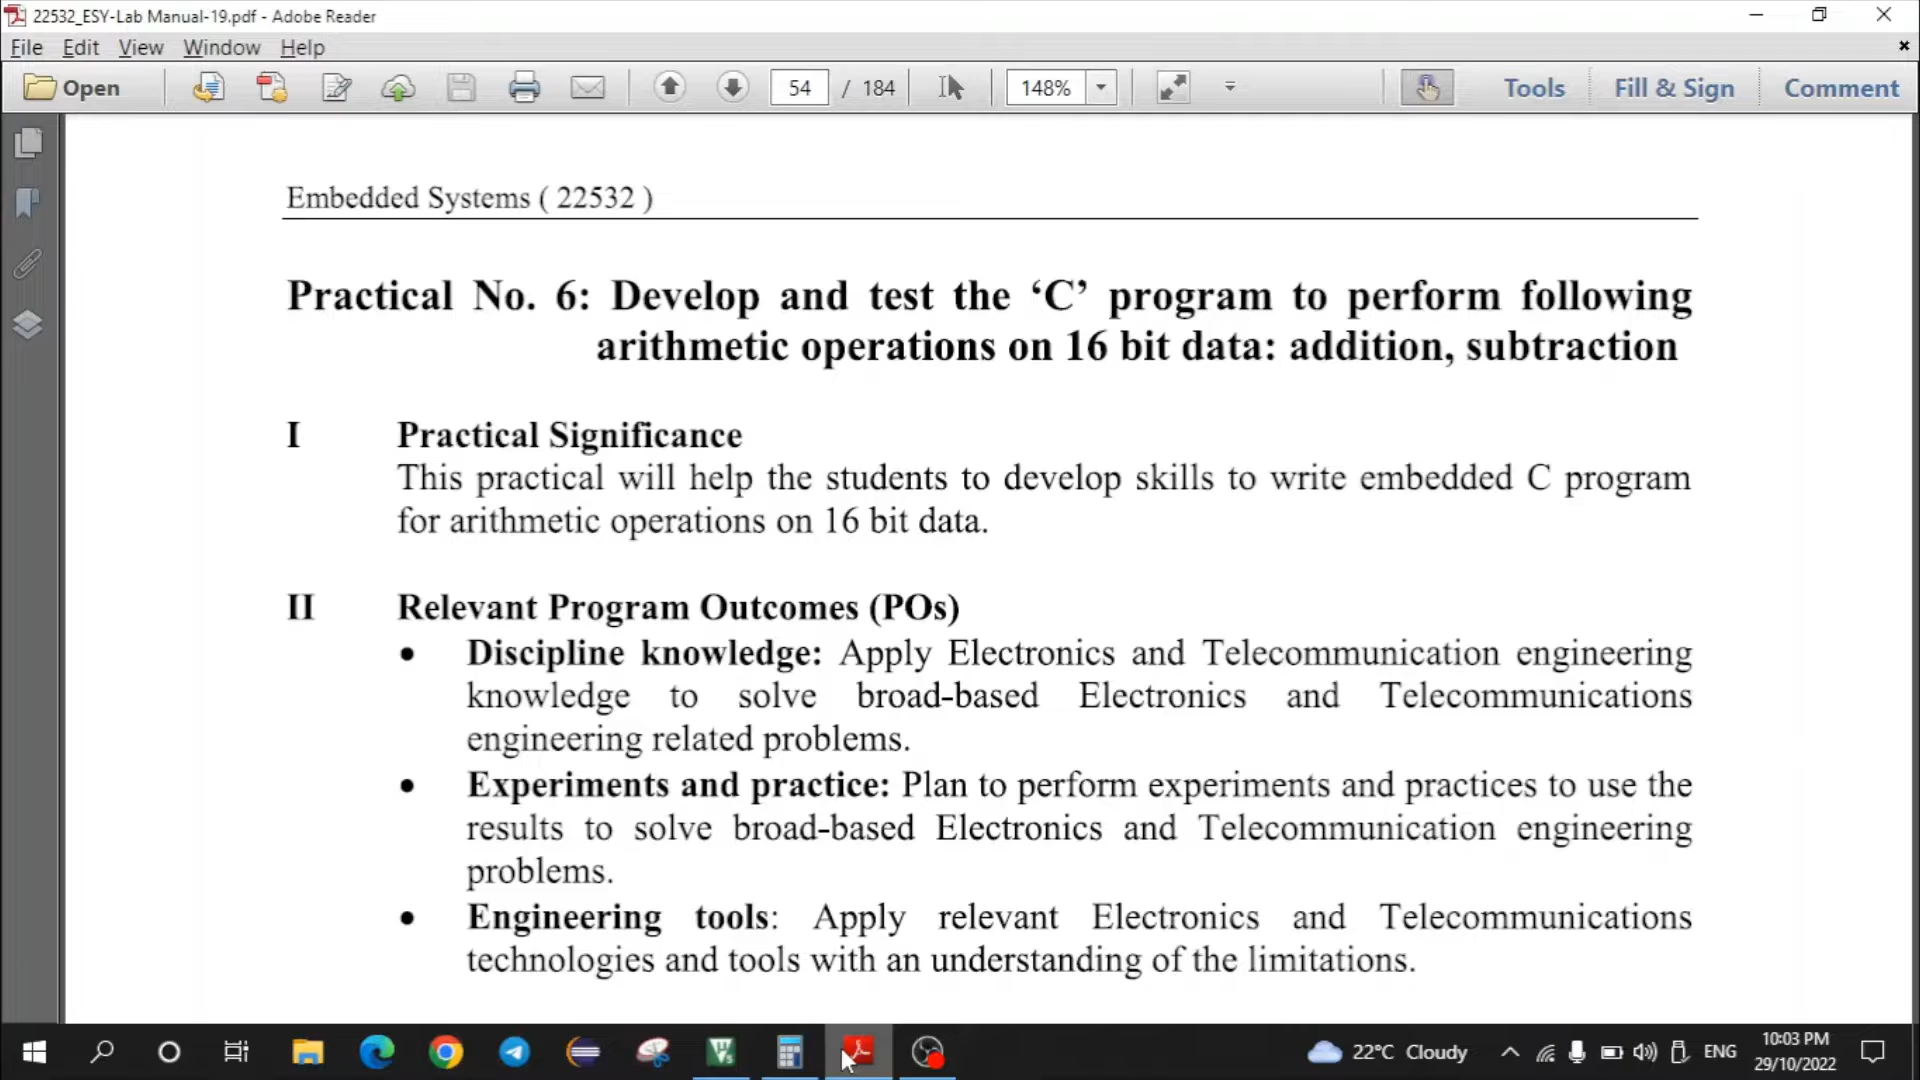 22532_ESY-Lab Manual-19.pdf - Adobe Reader
File Edit View Window Help
Open 54 / 184 148% Tools Fill & Sign Comment
Embedded Systems ( 22532 )
Practical No. 6: Develop and test the ‘C’ program to perform following
arithmetic operations on 16 bit data: addition, subtraction
I Practical Significance
This practical will help the students to develop skills to write embedded C program
for arithmetic operations on 16 bit data.
II Relevant Program Outcomes (POs)
• Discipline knowledge: Apply Electronics and Telecommunication engineering
knowledge to solve broad-based Electronics and Telecommunications
engineering related problems.
• Experiments and practice: Plan to perform experiments and practices to use the
results to solve broad-based Electronics and Telecommunication engineering
problems.
• Engineering tools: Apply relevant Electronics and Telecommunications
technologies and tools with an understanding of the limitations.
22°C Cloudy ENG 10:03 PM
29/10/2022